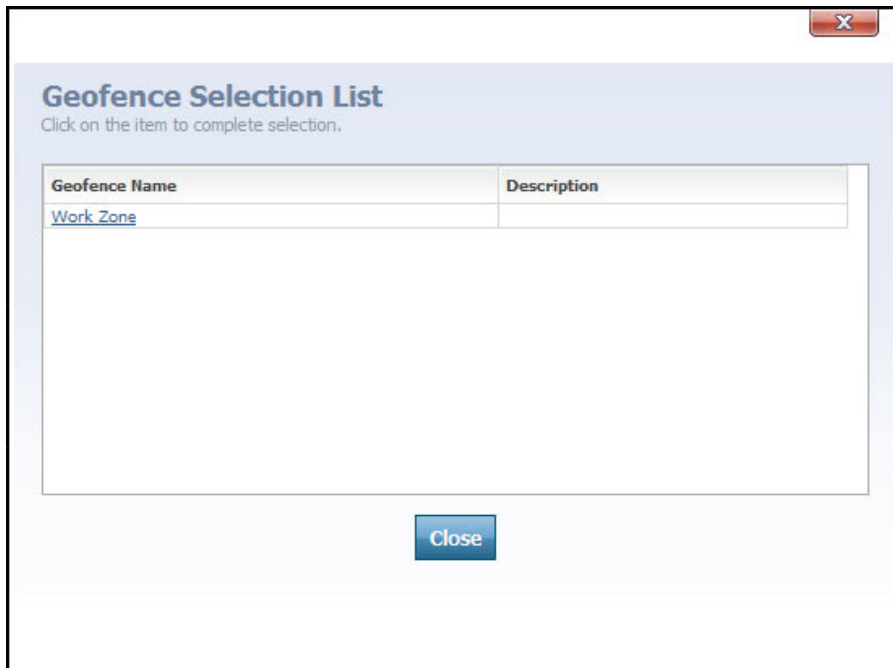 X
Geofence Selection List
Click on the item to complete selection.
Geofence Name Description
Work Zone
Close